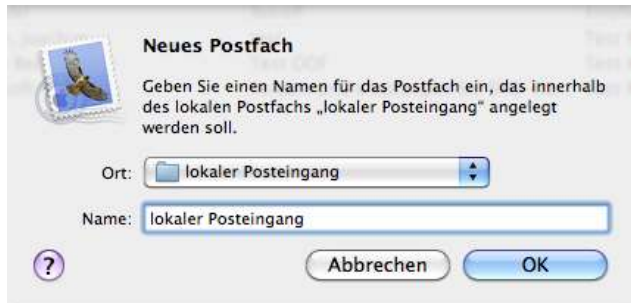 Neues Postfach
Geben Sie einen Namen für das Postfach ein, das innerhalb
des lokalen Postfachs „lokaler Posteingang“ angelegt
werden soll.
Ort: lokaler Posteingang
Name: lokaler Posteingang
?
Abbrechen OK